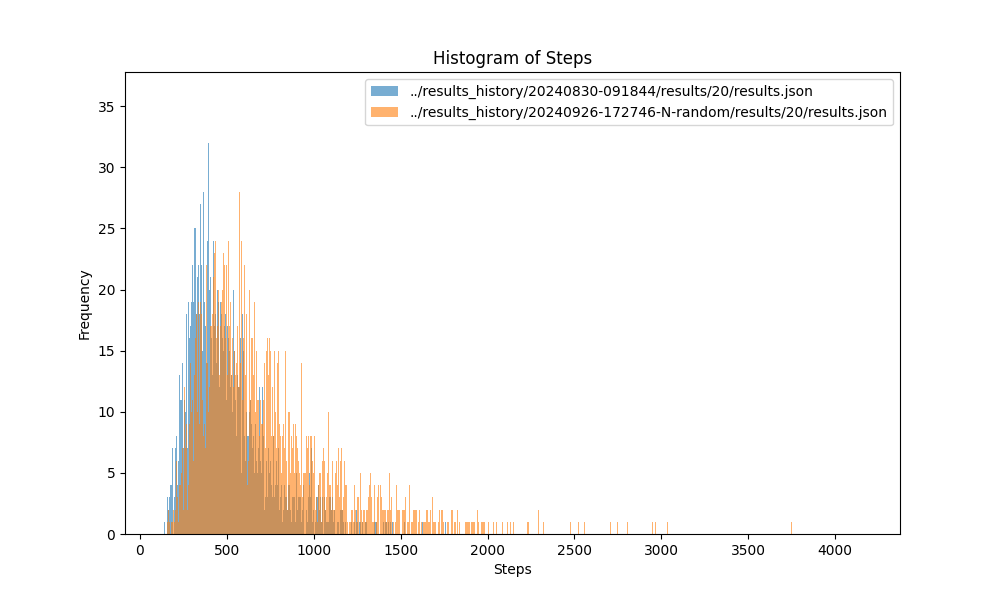 Histogram of Steps
../results_history/20240830-091844/results/20/results.json
../results_history/20240926-172746-N-random/results/20/results.json
Frequency
35
30
25
20
15
10
5
0
0 500 1000 1500 2000 2500 3000 3500 4000
Steps